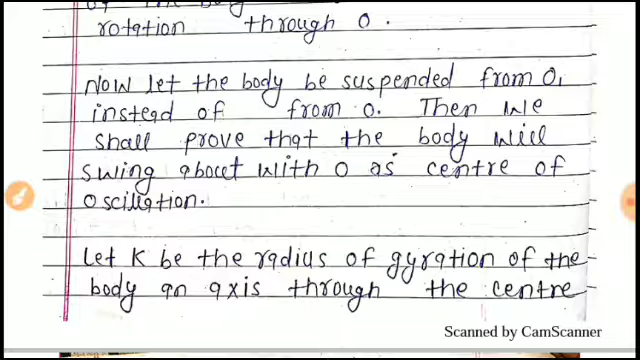 rotation through O.
Now let the body be suspended from O,
instead of from O. Then we
shall prove that the body will
swing about with O as centre of
oscillation.
Let K be the radius of gyration of the
body an axis through the centre
Scanned by CamScanner